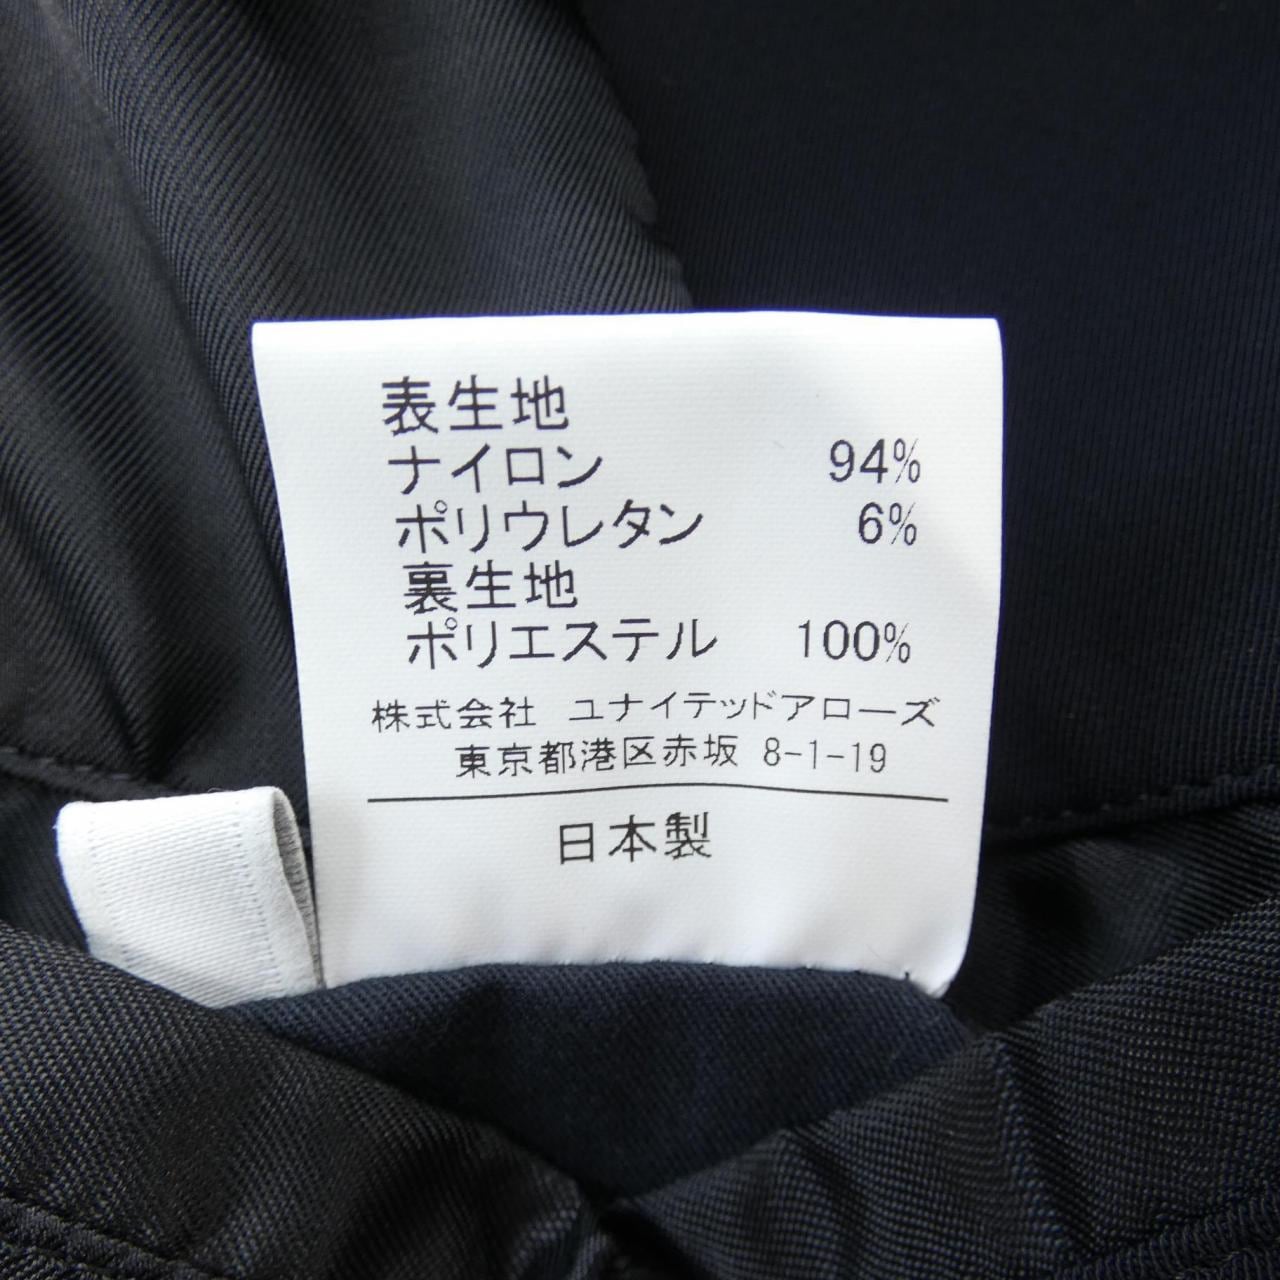 表生地
ナイロン 94%
ポリウレタン 6%
裏生地
ポリエステル 100%
株式会社 ユナイテッドアローズ
東京都港区赤坂 8-1-19
日本製